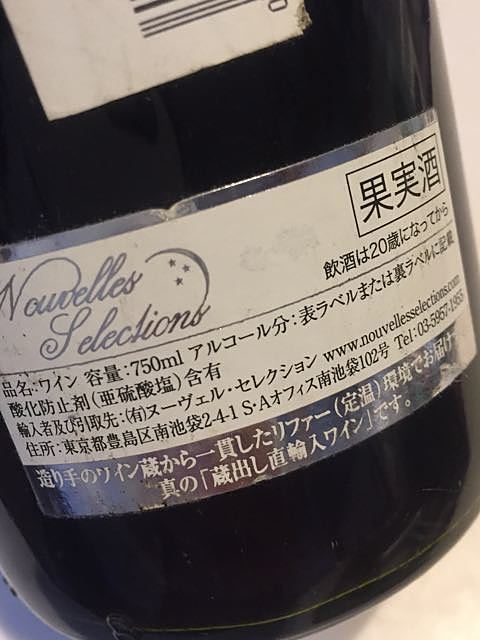 果実酒
飲酒は20歳になってから
Nouvelles
Selections
品名:ワイン 容量:750ml アルコール分:表ラベルまたは裏ラベルに記載
酸化防止剤(亜硫酸塩)含有
輸入者及び引取先:(有)ヌーヴェル・セレクション www.nouvellesselections.com
住所:東京都豊島区南池袋2-4-1 S・Aオフィス南池袋102号 Tel:03-5957-1955
造り手のワイン蔵から一貫したリファー(定温)環境でお届け
真の「蔵出し直輸入ワイン」です。